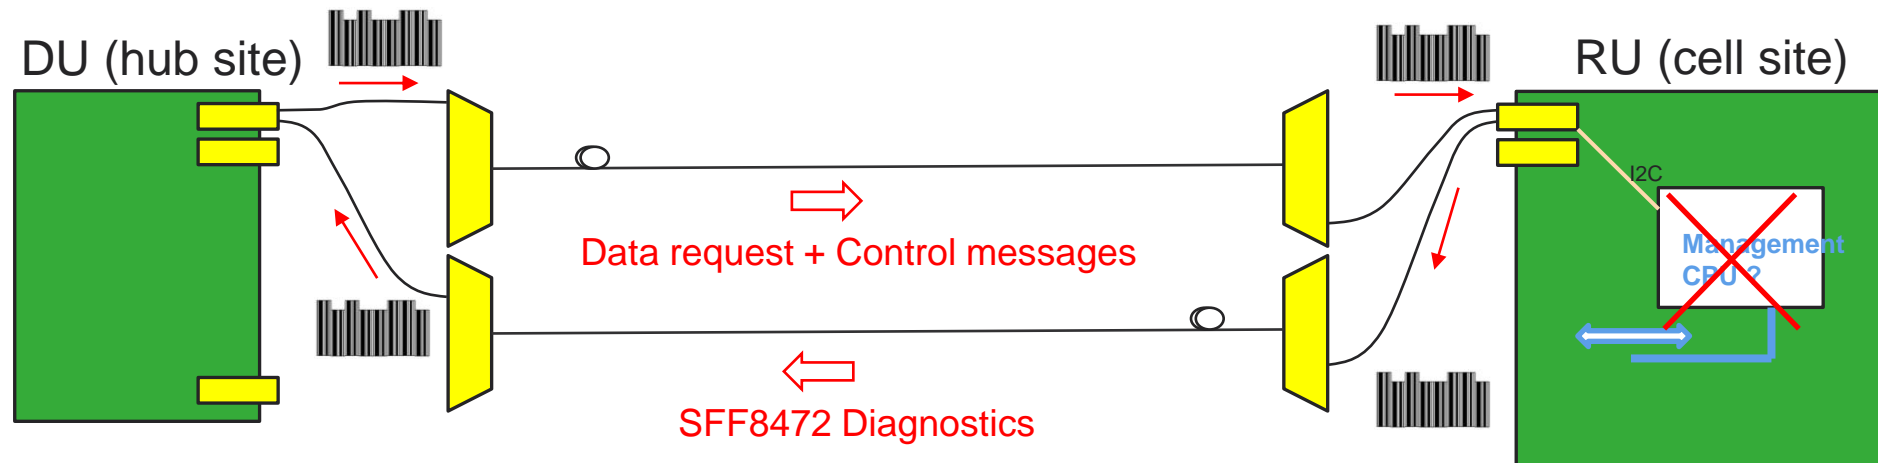 DU (hub site)
RU (cell site)
I2C
Management
CPU ?
Data request + Control messages
SFF8472 Diagnostics